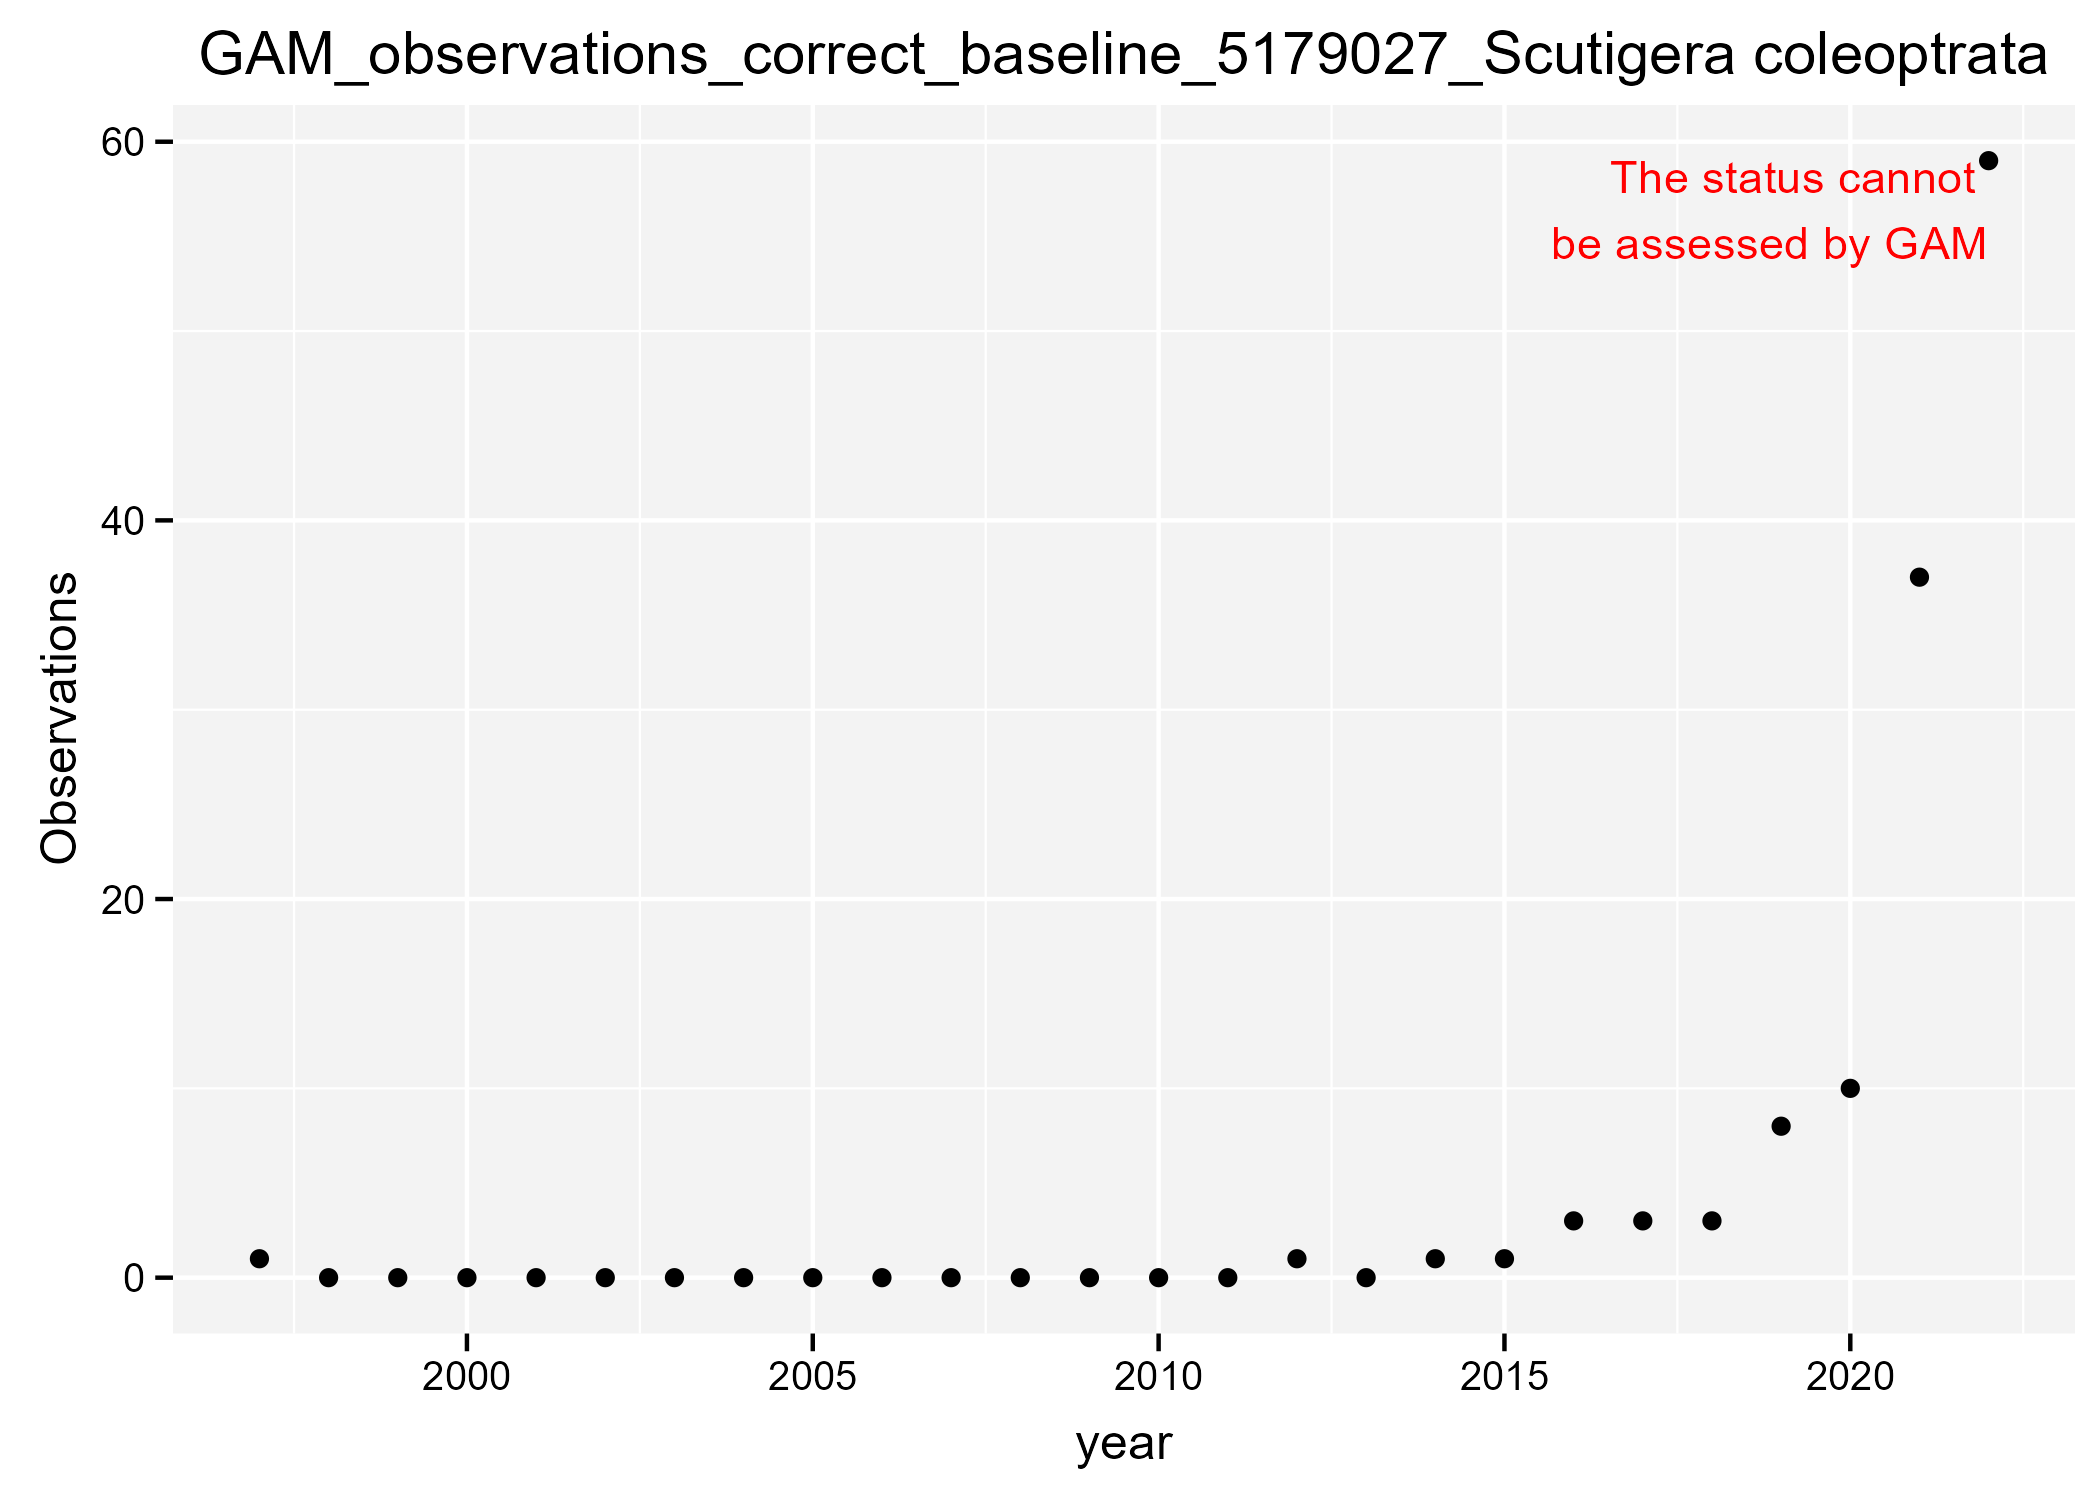 GAM_observations_correct_baseline_5179027_Scutigera coleoptrata
60
The status cannot
be assessed by GAM
40
Observations
20
0
2000 2005 2010 2015 2020
year